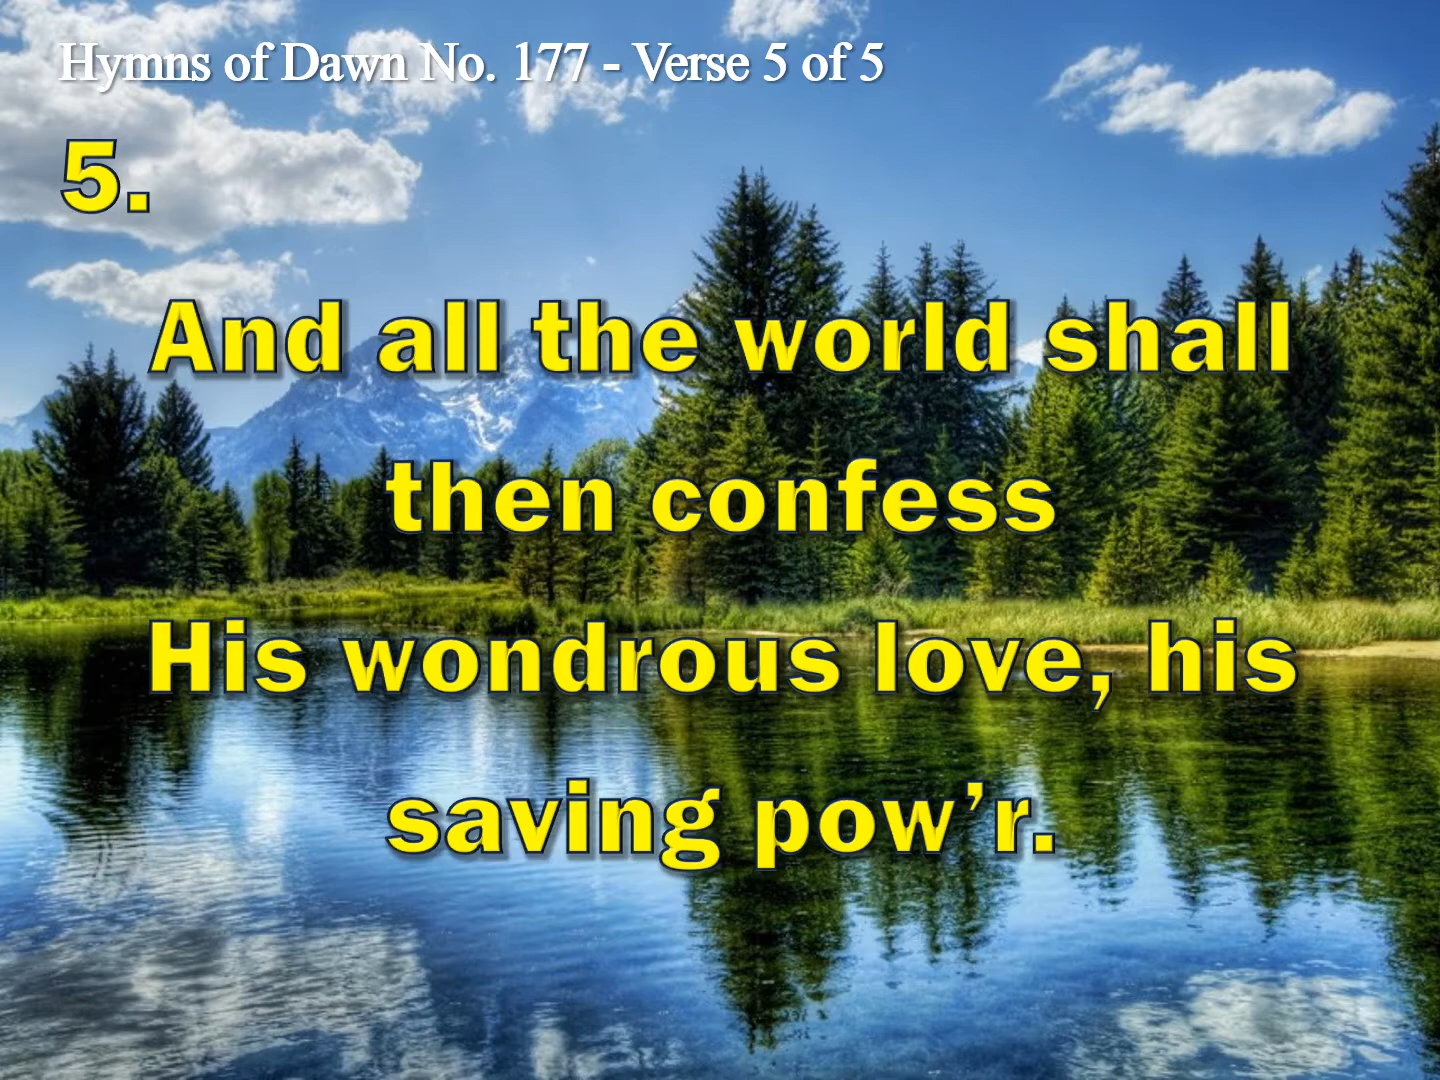 Hymns of Dawn No. 177 - Verse 5 of 5
5.
And all the world shall
then confess
His wondrous love, his
saving pow’r.